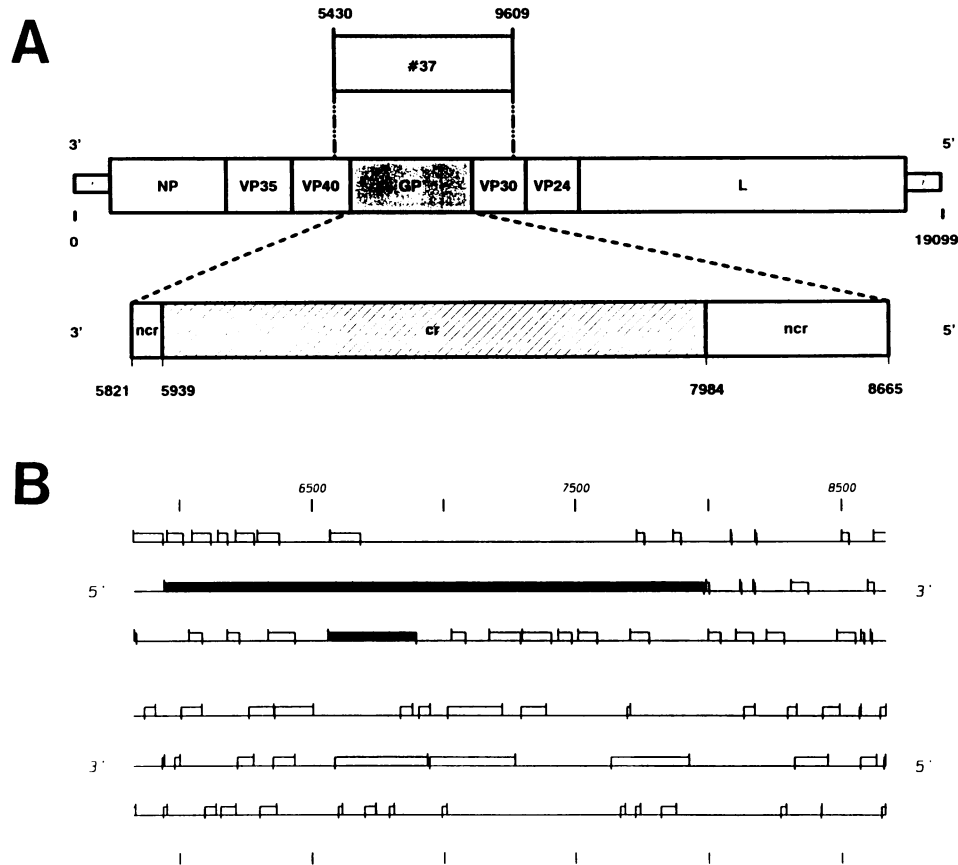 A
5430 9609
#37
3' 5'
NP VP35 VP40 GP VP30 VP24 L
0 19099
3' ncr cr ncr 5'
5821 5939 7984 8665
B
6500 7500 8500
5' 3'
3' 5'